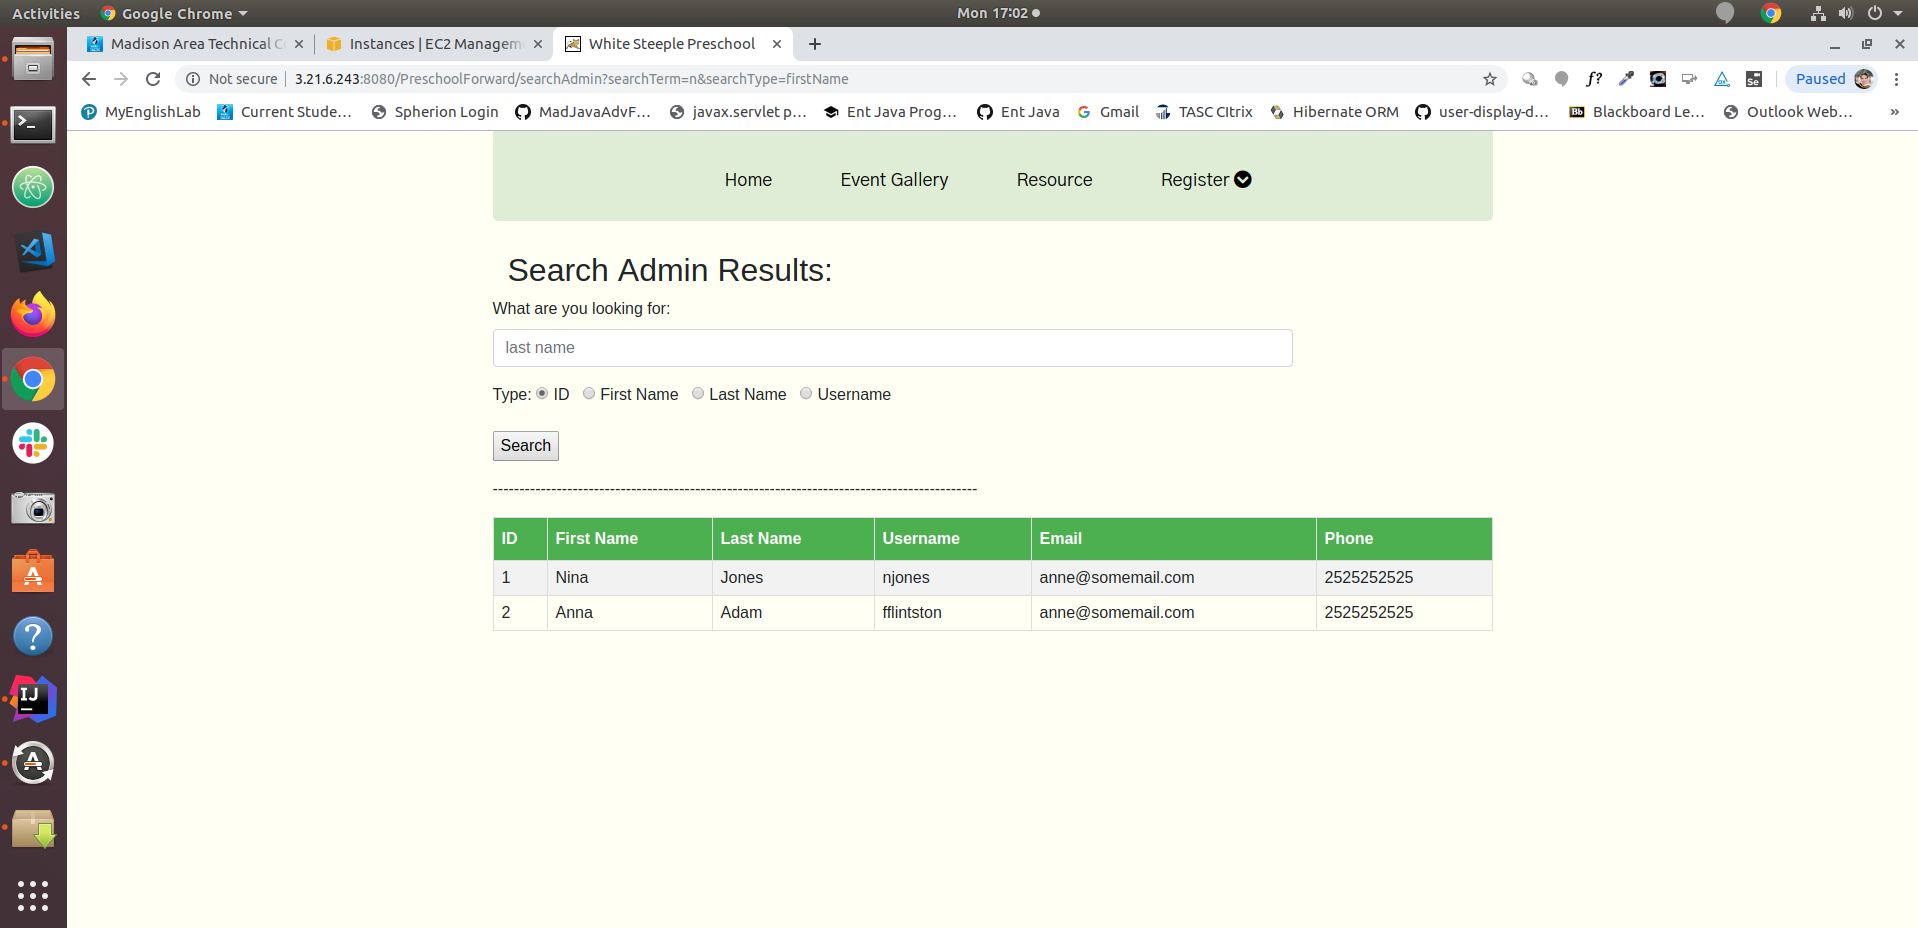 Activities Google Chrome Mon 17:02
Madison Area Technical C Instances | EC2 Managem White Steeple Preschool
Not secure 3.21.6.243:8080/PreschoolForward/searchAdmin?searchTerm=n&searchType=firstName f? Se Paused
MyEnglishLab Current Stude... Spherion Login MadJavaAdvF... javax.servlet p... Ent Java Prog... Ent Java Gmail TASC CItrix Hibernate ORM user-display-d... Bb Blackboard Le... Outlook Web... »
Home Event Gallery Resource Register
Search Admin Results:
What are you looking for:
last name
Type: ID First Name Last Name Username
Search
--------------------------------------------------------------------------------------------
ID First Name Last Name Username Email Phone
1 Nina Jones njones anne@somemail.com 2525252525
2 Anna Adam fflintston anne@somemail.com 2525252525
IJ